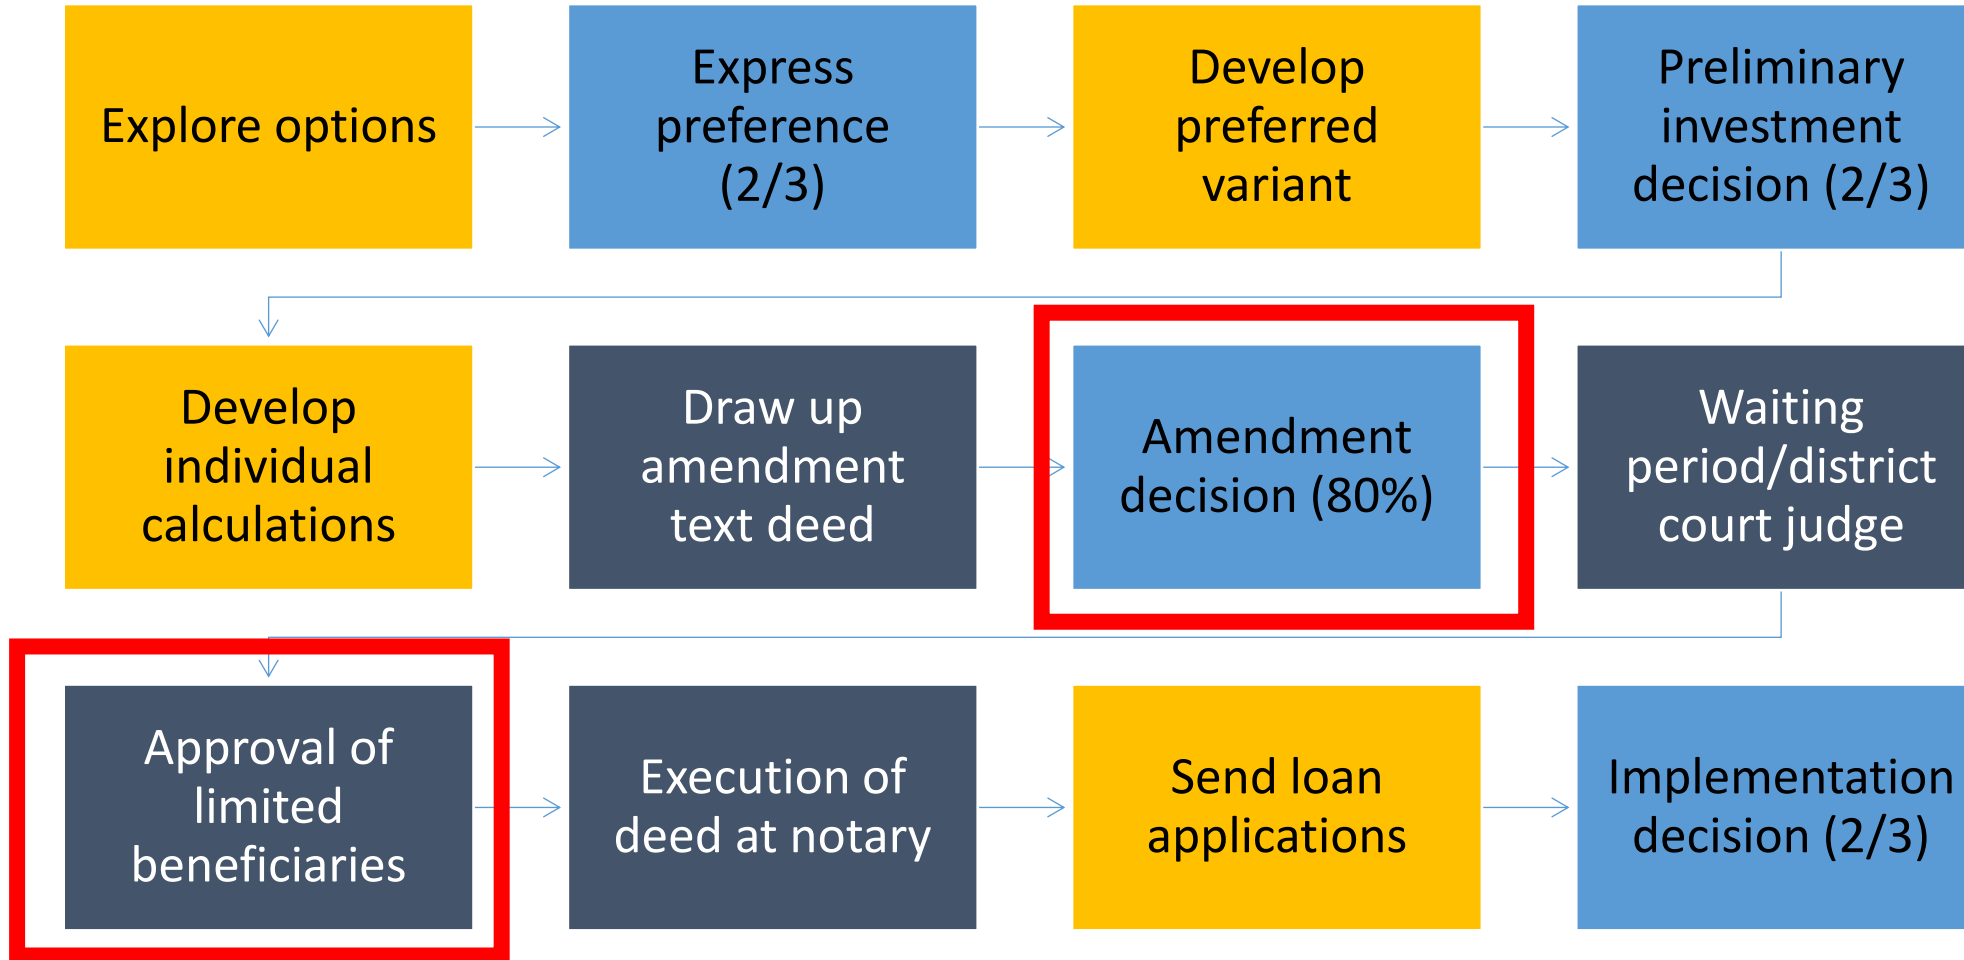 Explore options
Express
preference
(2/3)
Develop
preferred
variant
Preliminary
investment
decision (2/3)
Develop
individual
calculations
Draw up
amendment
text deed
Amendment
decision (80%)
Waiting
period/district
court judge
Approval of
limited
beneficiaries
Execution of
deed at notary
Send loan
applications
Implementation
decision (2/3)